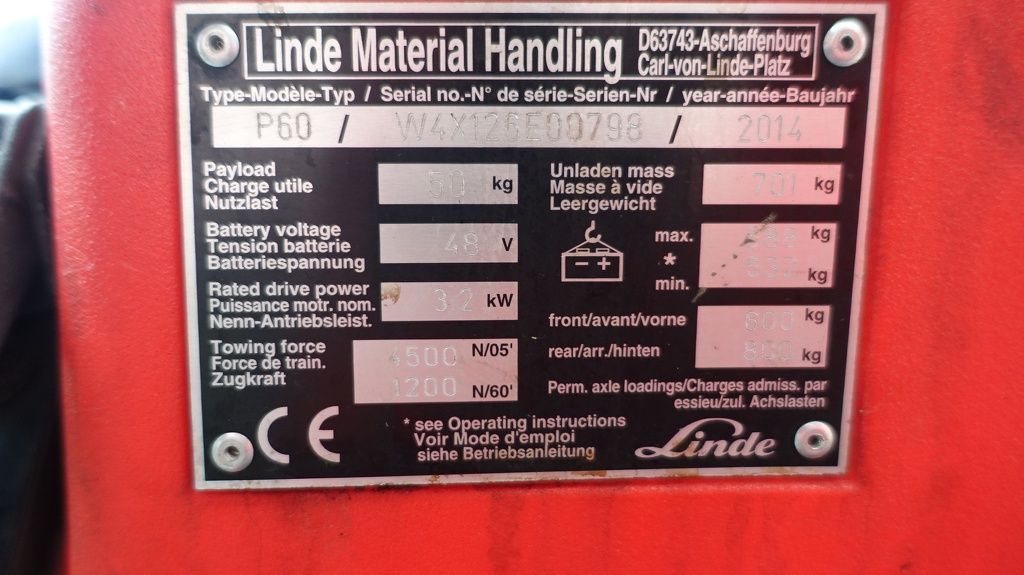 Linde Material Handling D63743-Aschaffenburg
Carl-von-Linde-Platz
Type-Modèle-Typ / Serial no.-N° de série-Serien-Nr / year-année-Baujahr
P60 / W4X126E00798 / 2014
Payload
Charge utile
Nutzlast
50 kg
Unladen mass
Masse à vide
Leergewicht
701 kg
Battery voltage
Tension batterie
Batteriespannung
48 V
- +
max. kg
*
min. kg
Rated drive power
Puissance motr. nom.
Nenn-Antriebsleist.
3.2 kW
front/avant/vorne 600 kg
rear/arr./hinten 800 kg
Towing force
Force de train.
Zugkraft
4500 N/05'
1200 N/60'
Perm. axle loadings/Charges admiss. par
essieu/zul. Achslasten
CE
* see Operating instructions
Voir Mode d'emploi
siehe Betriebsanleitung
Linde